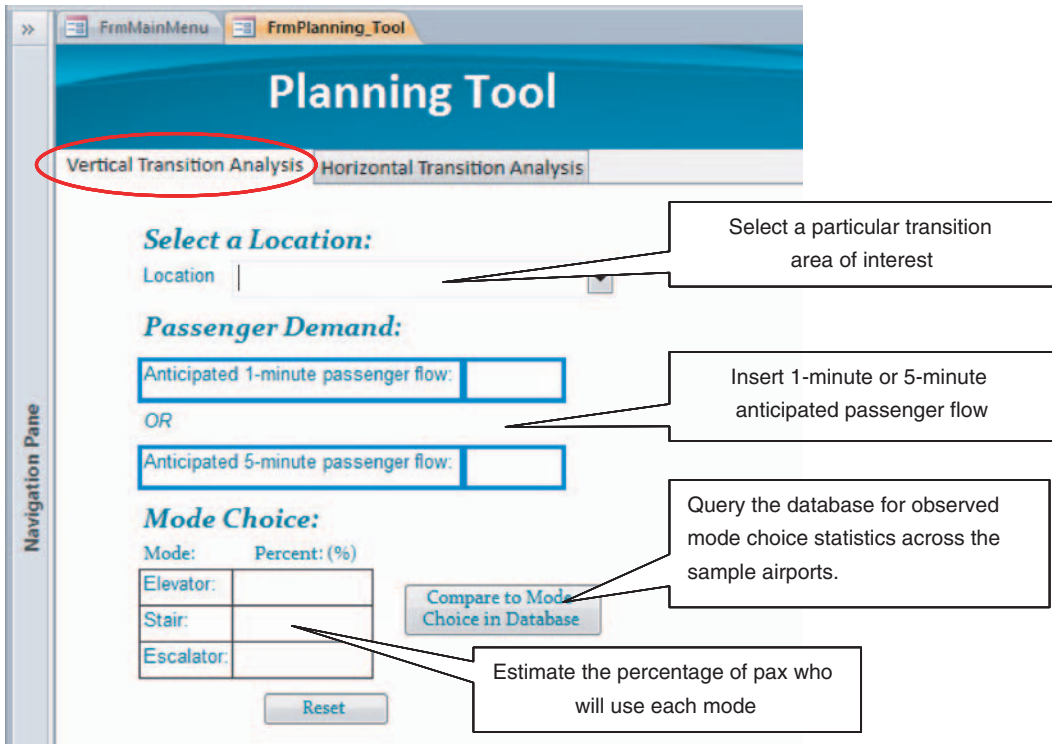 »
FrmMainMenu
FrmPlanning_Tool
Planning Tool
Vertical Transition Analysis
Horizontal Transition Analysis
Select a Location:
Location
Select a particular transition
area of interest
Passenger Demand:
Anticipated 1-minute passenger flow:
OR
Anticipated 5-minute passenger flow:
Insert 1-minute or 5-minute
anticipated passenger flow
Mode Choice:
Mode: Percent: (%)
Elevator:
Stair:
Escalator:
Compare to Mode
Choice in Database
Query the database for observed
mode choice statistics across the
sample airports.
Estimate the percentage of pax who
will use each mode
Reset
Navigation Pane